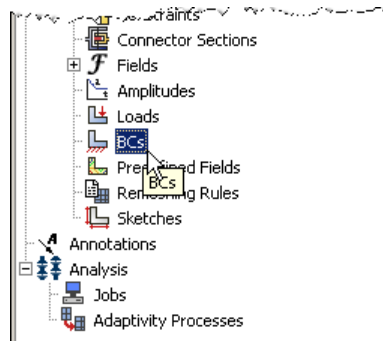 Connector Sections
F Fields
Amplitudes
Loads
BCs
Fields
BCs
Rules
Sketches
A
Annotations
Analysis
Jobs
Adaptivity Processes